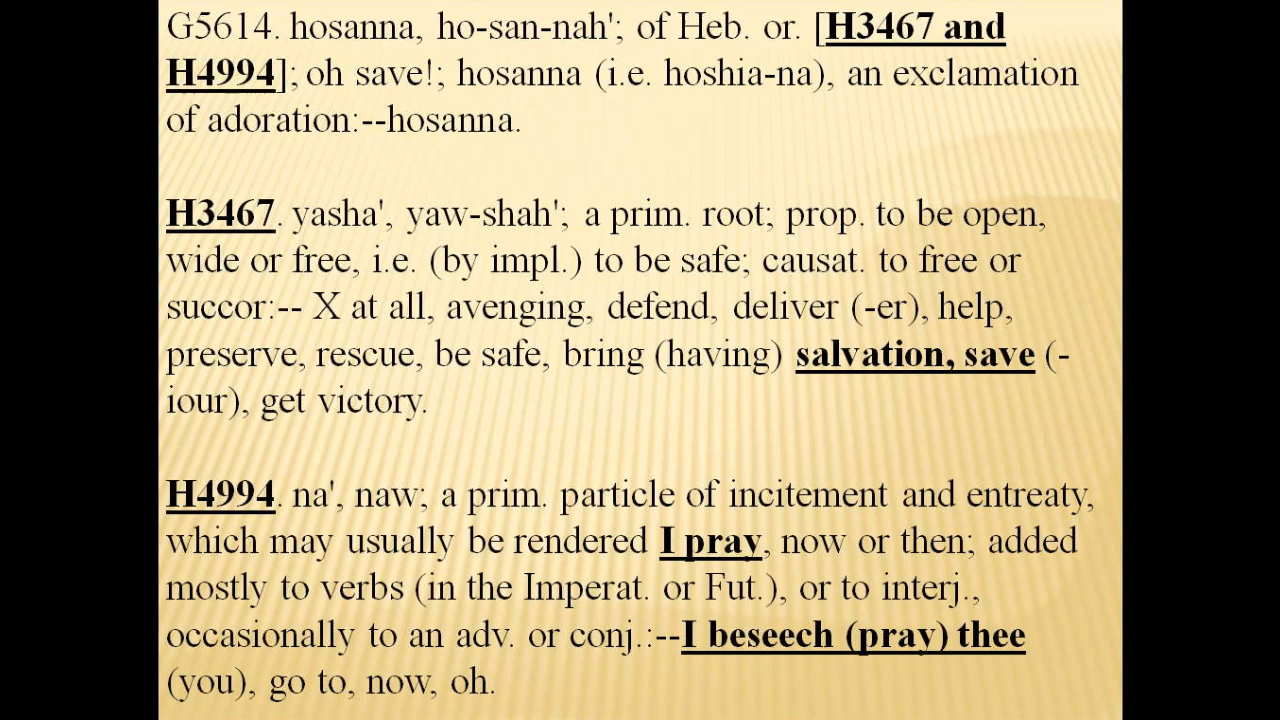 G5614. hosanna, ho-san-nah'; of Heb. or. [H3467 and
H4994]; oh save!; hosanna (i.e. hoshia-na), an exclamation
of adoration:--hosanna.
H3467. yasha', yaw-shah'; a prim. root; prop. to be open,
wide or free, i.e. (by impl.) to be safe; causat. to free or
succor:-- X at all, avenging, defend, deliver (-er), help,
preserve, rescue, be safe, bring (having) salvation, save (-
iour), get victory.
H4994. na', naw; a prim. particle of incitement and entreaty,
which may usually be rendered I pray, now or then; added
mostly to verbs (in the Imperat. or Fut.), or to interj.,
occasionally to an adv. or conj.:--I beseech (pray) thee
(you), go to, now, oh.